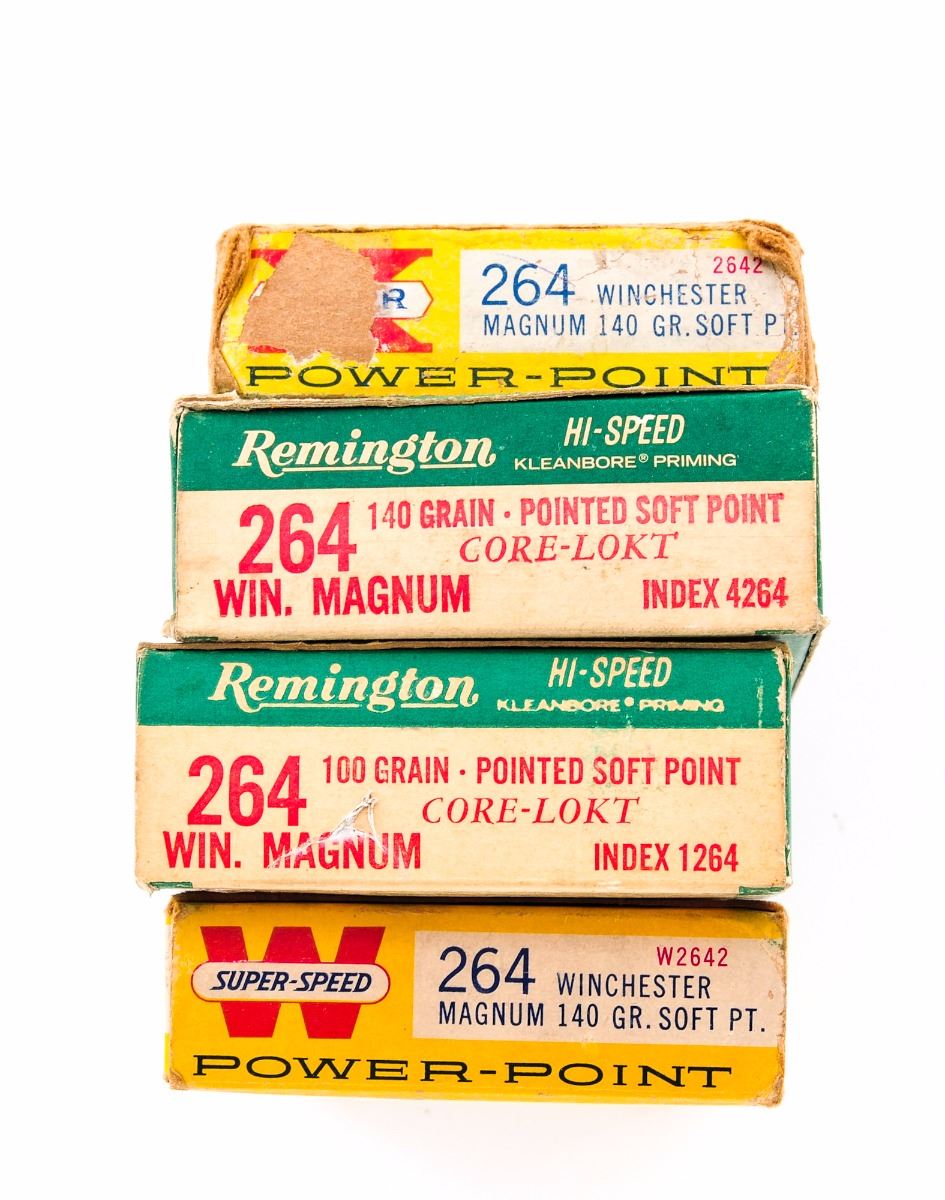 R
2642
264 WINCHESTER
MAGNUM 140 GR. SOFT PT.
POWER-POINT
Remington
HI-SPEED
KLEANBORE® PRIMING
264 140 GRAIN · POINTED SOFT POINT
CORE-LOKT
WIN. MAGNUM INDEX 4264
Remington
HI-SPEED
KLEANBORE® PRIMING
264 100 GRAIN · POINTED SOFT POINT
CORE-LOKT
WIN. MAGNUM INDEX 1264
W
SUPER-SPEED
W2642
264 WINCHESTER
MAGNUM 140 GR. SOFT PT.
POWER-POINT